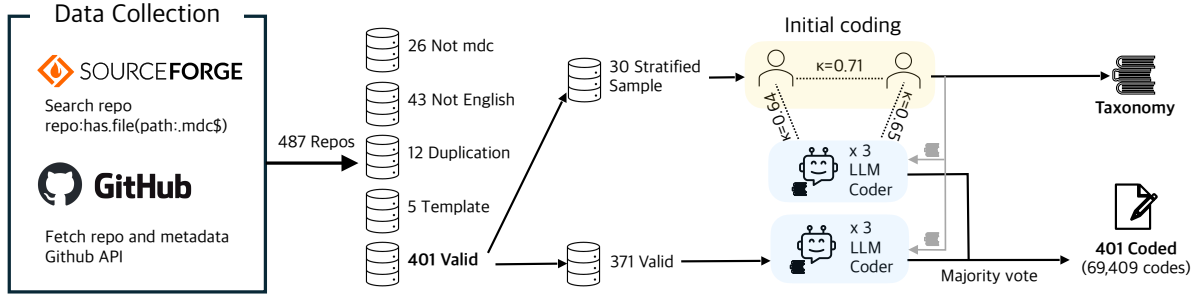 Data Collection
SOURCEFORGE
Search repo
repo:has.file(path:.mdc$)
GitHub
Fetch repo and metadata
Github API
487 Repos
26 Not mdc
43 Not English
12 Duplication
5 Template
401 Valid
30 Stratified
Sample
371 Valid
Initial coding
κ=0.71
κ=0.64
κ=0.65
x 3
LLM
Coder
x 3
LLM
Coder
Majority vote
Taxonomy
401 Coded
(69,409 codes)